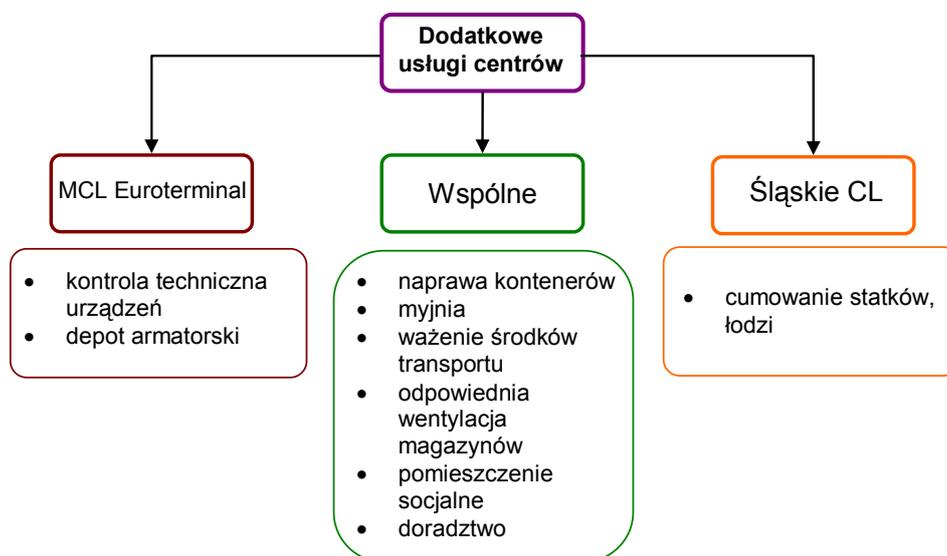 Dodatkowe
usługi centrów
MCL Euroterminal
Wspólne
Śląskie CL
• kontrola techniczna
urządzeń
• depot armatorski
• naprawa kontenerów
• myjnia
• ważenie środków
transportu
• odpowiednia
wentylacja
magazynów
• pomieszczenie
socjalne
• doradztwo
• cumowanie statków,
łodzi